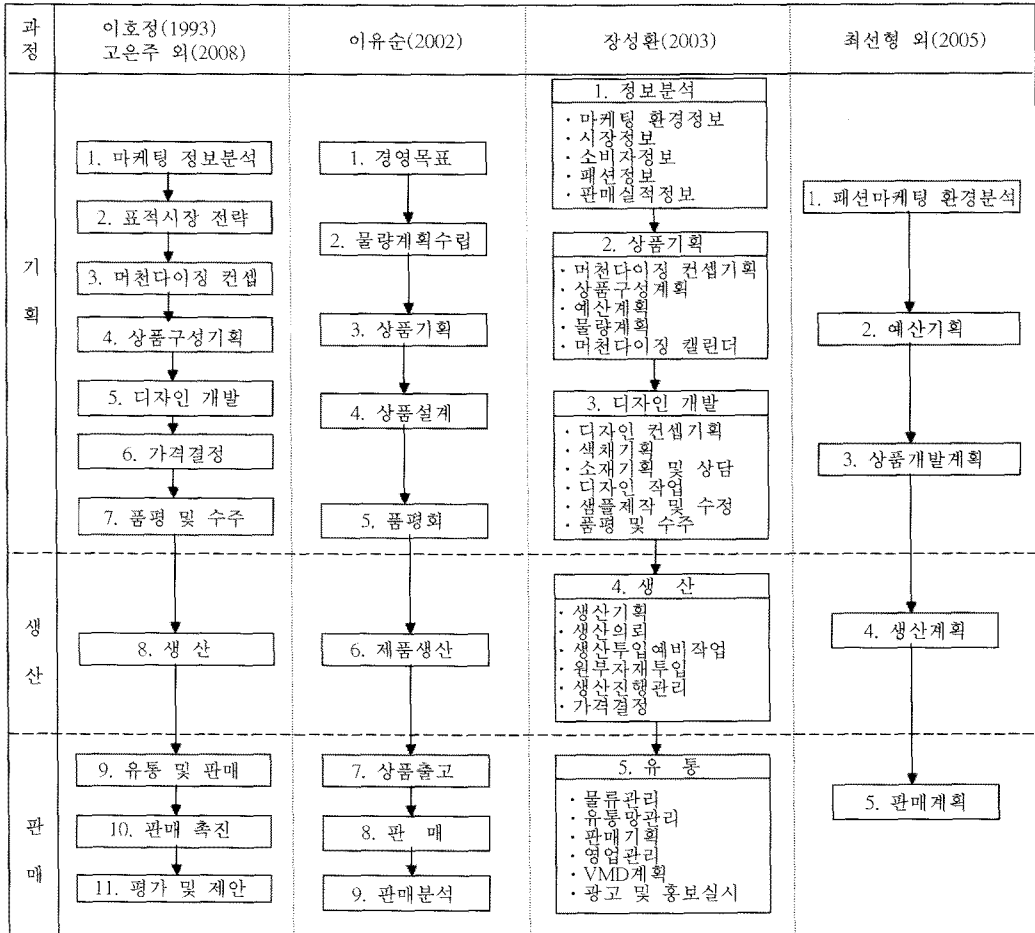 과정
이호정(1993)
고은주 외(2008)
이유순(2002)
장성환(2003)
최선형 외(2005)
기획
1. 마케팅 정보분석
2. 표적시장 전략
3. 머천다이징 컨셉
4. 상품구성기획
5. 디자인 개발
6. 가격결정
7. 품평 및 수주
1. 경영목표
2. 물량계획수립
3. 상품기획
4. 상품설계
5. 품평회
1. 정보분석
· 마케팅 환경정보
· 시장정보
· 소비자정보
· 패션정보
· 판매실적정보
2. 상품기획
· 머천다이징 컨셉기획
· 상품구성계획
· 예산계획
· 물량계획
· 머천다이징 캘린더
3. 디자인 개발
· 디자인 컨셉기획
· 색채기획
· 소재기획 및 상담
· 디자인 작업
· 샘플제작 및 수정
· 품평 및 수주
1. 패션마케팅 환경분석
2. 예산기획
3. 상품개발계획
생산
8. 생 산
6. 제품생산
4. 생 산
· 생산기획
· 생산의뢰
· 생산투입예비작업
· 원부자재투입
· 생산진행관리
· 가격결정
4. 생산계획
판매
9. 유통 및 판매
10. 판매 촉진
11. 평가 및 제안
7. 상품출고
8. 판 매
9. 판매분석
5. 유 통
· 물류관리
· 유통망관리
· 판매기획
· 영업관리
· VMD계획
· 광고 및 홍보실시
5. 판매계획